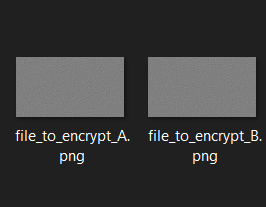 file_to_encrypt_A.
png
file_to_encrypt_B.
png